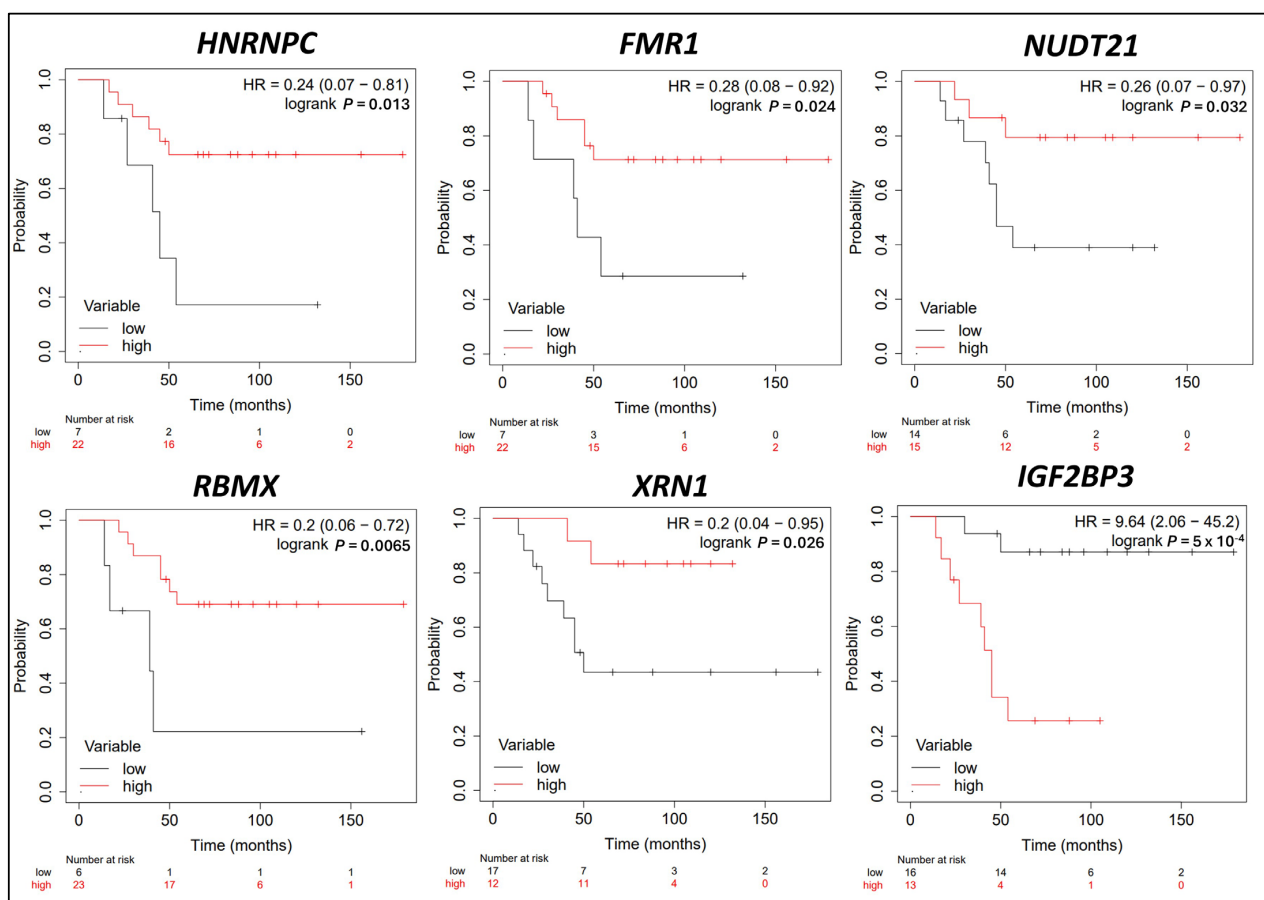 HNRNPC
HR = 0.24 (0.07 – 0.81)
logrank P = 0.013
Probability
1.0
0.8
0.6
0.4
0.2
0.0
Variable
low
high
0 50 100 150
Time (months)
Number at risk
low 7 2 1 0
high 22 16 6 2
FMR1
HR = 0.28 (0.08 – 0.92)
logrank P = 0.024
Probability
1.0
0.8
0.6
0.4
0.2
0.0
Variable
low
high
0 50 100 150
Time (months)
Number at risk
low 7 3 1 0
high 22 15 6 2
NUDT21
HR = 0.26 (0.07 – 0.97)
logrank P = 0.032
Probability
1.0
0.8
0.6
0.4
0.2
0.0
Variable
low
high
0 50 100 150
Time (months)
Number at risk
low 14 6 2 0
high 15 12 5 2
RBMX
HR = 0.2 (0.06 – 0.72)
logrank P = 0.0065
Probability
1.0
0.8
0.6
0.4
0.2
0.0
Variable
low
high
0 50 100 150
Time (months)
Number at risk
low 6 1 1 1
high 23 17 6 1
XRN1
HR = 0.2 (0.04 – 0.95)
logrank P = 0.026
Probability
1.0
0.8
0.6
0.4
0.2
0.0
Variable
low
high
0 50 100 150
Time (months)
Number at risk
low 17 7 3 2
high 12 11 4 0
IGF2BP3
HR = 9.64 (2.06 – 45.2)
logrank P = 5 x 10⁻⁴
Probability
1.0
0.8
0.6
0.4
0.2
0.0
Variable
low
high
0 50 100 150
Time (months)
Number at risk
low 16 14 6 2
high 13 4 1 0